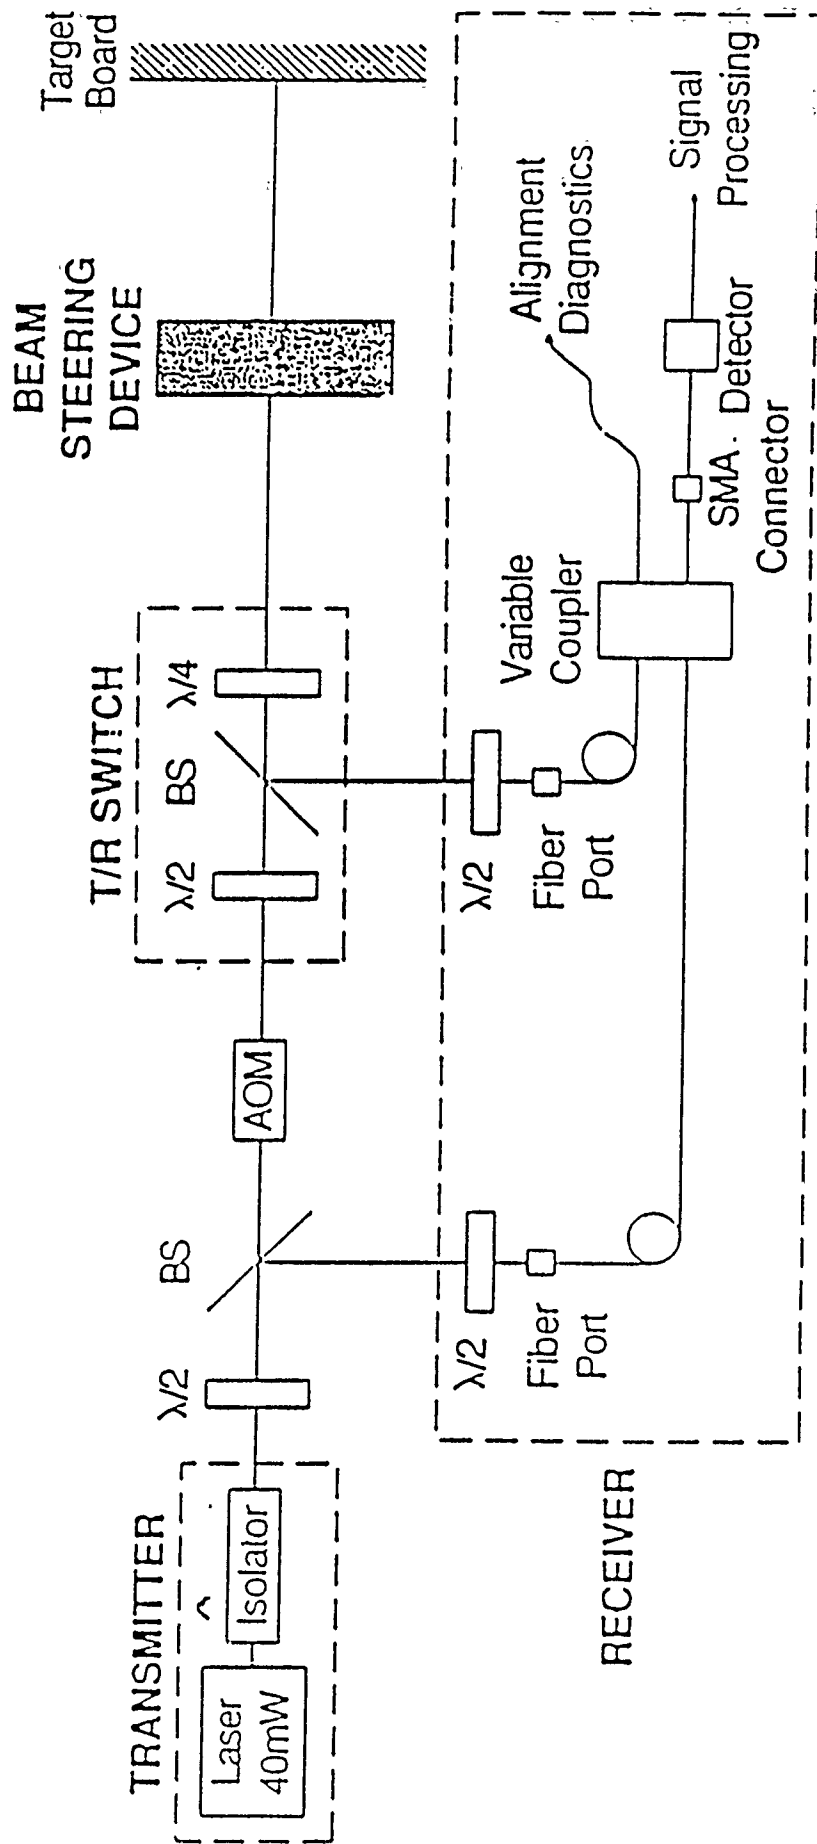 TRANSMITTER
Laser
40mW
Isolator
λ/2
BS
AOM
T/R SWITCH
λ/2
BS
λ/4
BEAM
STEERING
DEVICE
Target
Board
RECEIVER
λ/2
Fiber
Port
λ/2
Fiber
Port
Variable
Coupler
Alignment
Diagnostics
SMA.
Connector
Detector
Signal
Processing